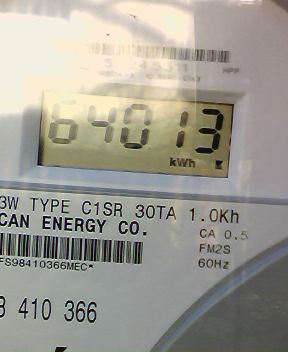 64013
kWh
3W TYPE C1SR 30TA 1.0Kh
CAN ENERGY CO.
CA 0.5
FM2S
FS98410366MEC*
60Hz
8 410 366